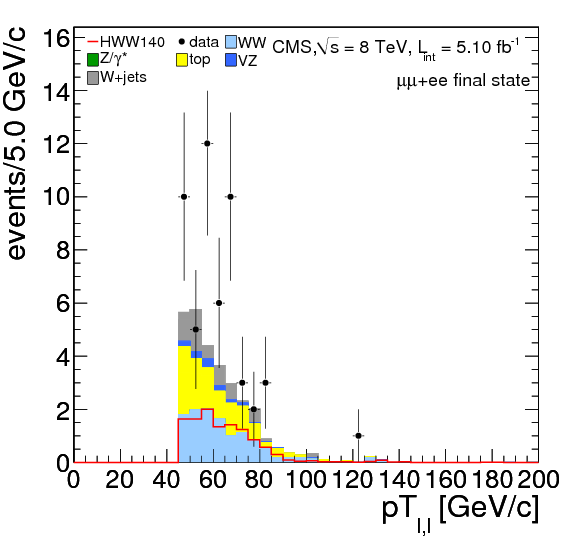 HWW140 data WW CMS,√s = 8 TeV, L_int = 5.10 fb⁻¹
Z/γ* top VZ
W+jets μμ+ee final state
events/5.0 GeV/c
16
14
12
10
8
6
4
2
0
0 20 40 60 80 100 120 140 160 180 200
pT_l,l [GeV/c]